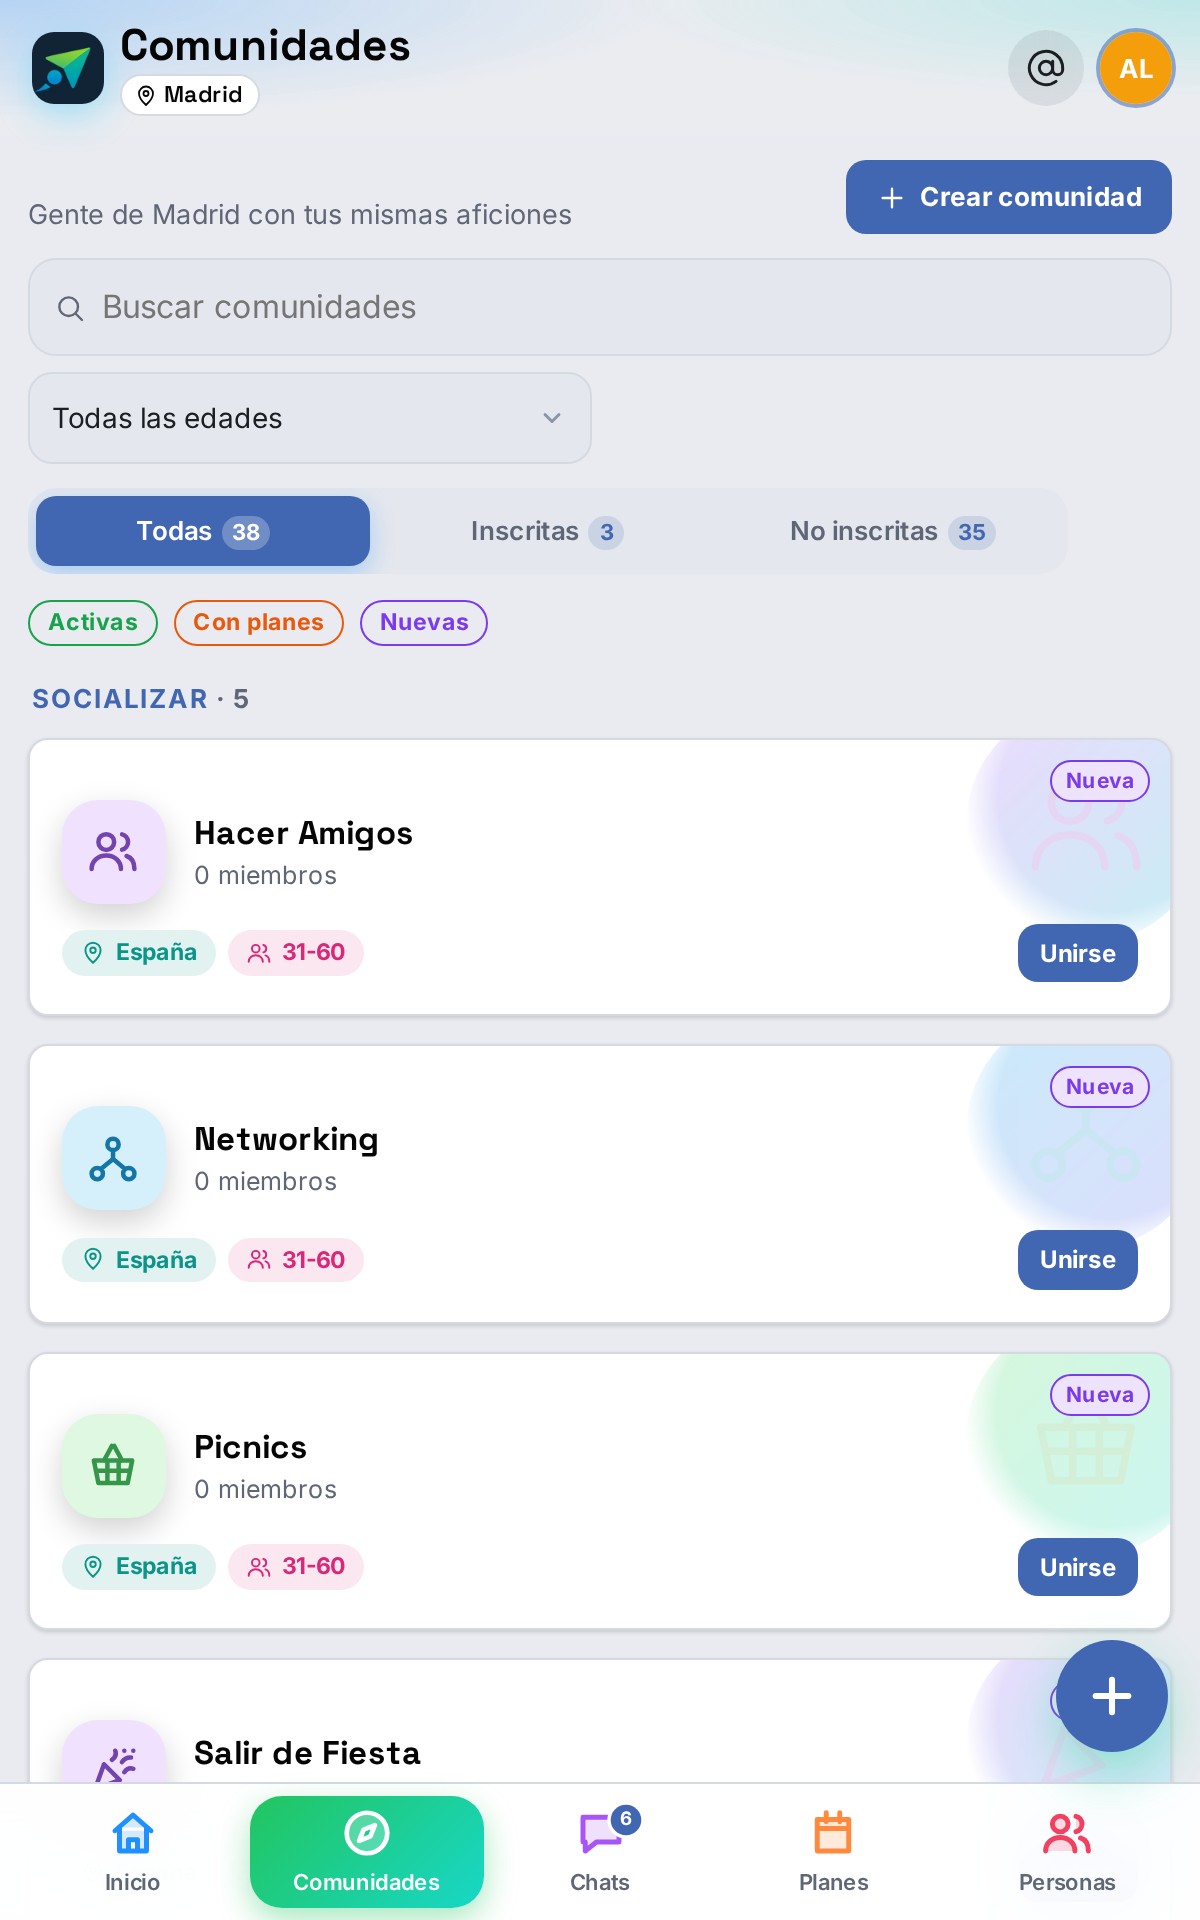 Comunidades
Madrid
@
AL
Gente de Madrid con tus mismas aficiones
+ Crear comunidad
Buscar comunidades
Todas las edades
Todas 38
Inscritas 3
No inscritas 35
Activas
Con planes
Nuevas
SOCIALIZAR · 5
Nueva
Hacer Amigos
0 miembros
España
31-60
Unirse
Nueva
Networking
0 miembros
España
31-60
Unirse
Nueva
Picnics
0 miembros
España
31-60
Unirse
Salir de Fiesta
+
Inicio
Comunidades
6
Chats
Planes
Personas